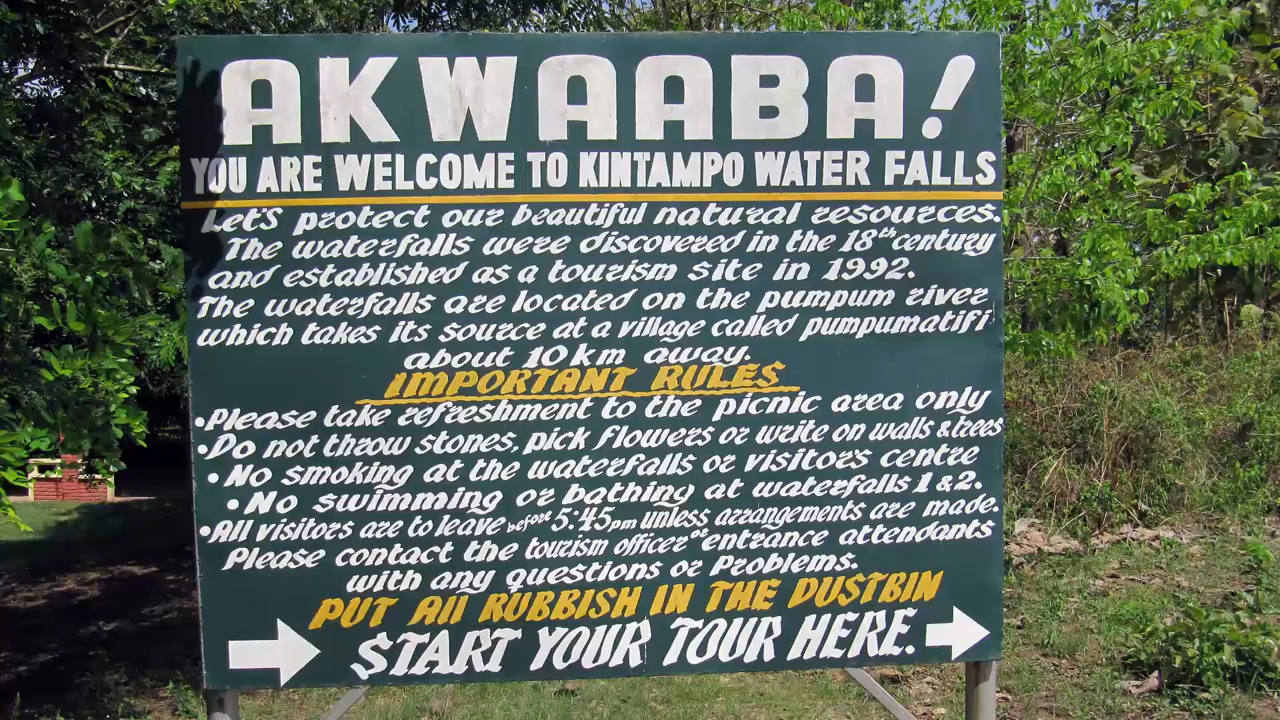 AKWAABA!
YOU ARE WELCOME TO KINTAMPO WATER FALLS
Let'S protect our beautiful natural resources.
The waterfalls were discovered in the 18th century
and established as a tourism site in 1992.
The waterfalls are located on the pumpum river
which takes its source at a village called pumpumatifi
about 10km away.
IMPORTANT RULES
•Please take refreshment to the picnic area only
•Do not throw stones, pick flowers or write on walls & trees
•No smoking at the waterfalls or visitors centre
•No swimming or bathing at waterfalls 1 & 2.
•All visitors are to leave before 5:45pm unless arrangements are made.
Please contact the tourism officer or entrance attendants
with any questions or Problems.
PUT All RUBBISH IN THE DUSTBIN
START YOUR TOUR HERE.